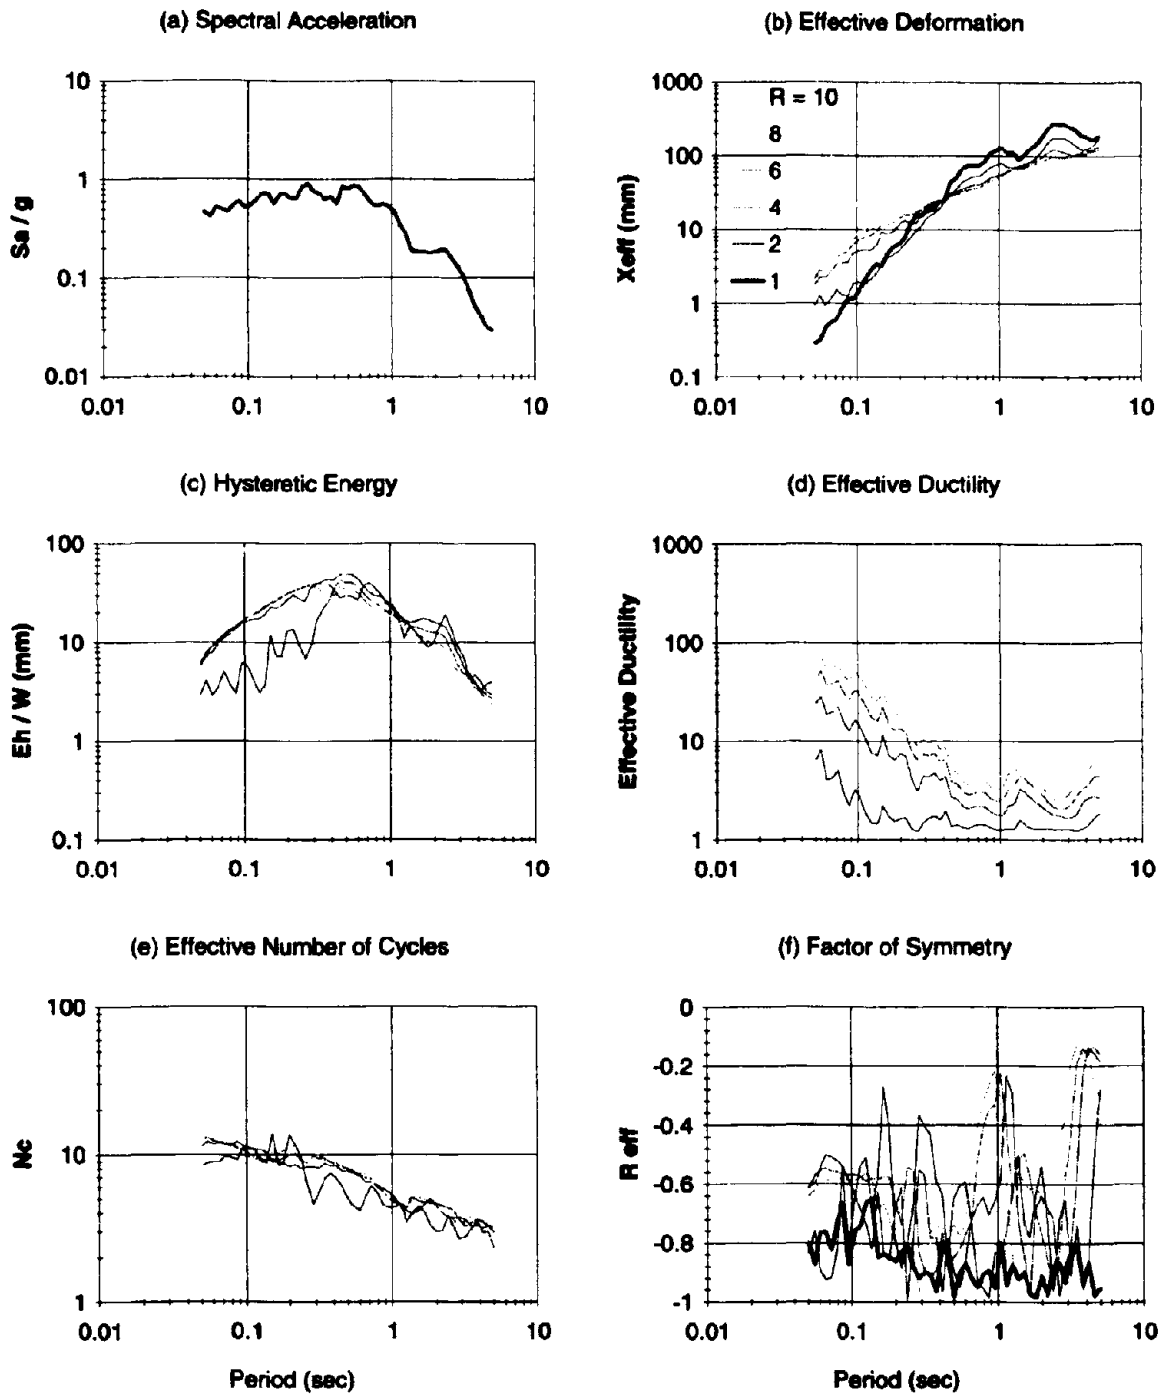 (a) Spectral Acceleration
(b) Effective Deformation
10
1
0.1
0.01
Sa / g
0.01 0.1 1 10
1000
100
10
1
0.1
Xeff (mm)
R = 10
8
6
4
2
1
0.01 0.1 1 10
(c) Hysteretic Energy
(d) Effective Ductility
100
10
1
0.1
Eh / W (mm)
0.01 0.1 1 10
1000
100
10
1
Effective Ductility
0.01 0.1 1 10
(e) Effective Number of Cycles
(f) Factor of Symmetry
100
10
1
Nc
0.01 0.1 1 10
Period (sec)
0
-0.2
-0.4
-0.6
-0.8
-1
R eff
0.01 0.1 1 10
Period (sec)